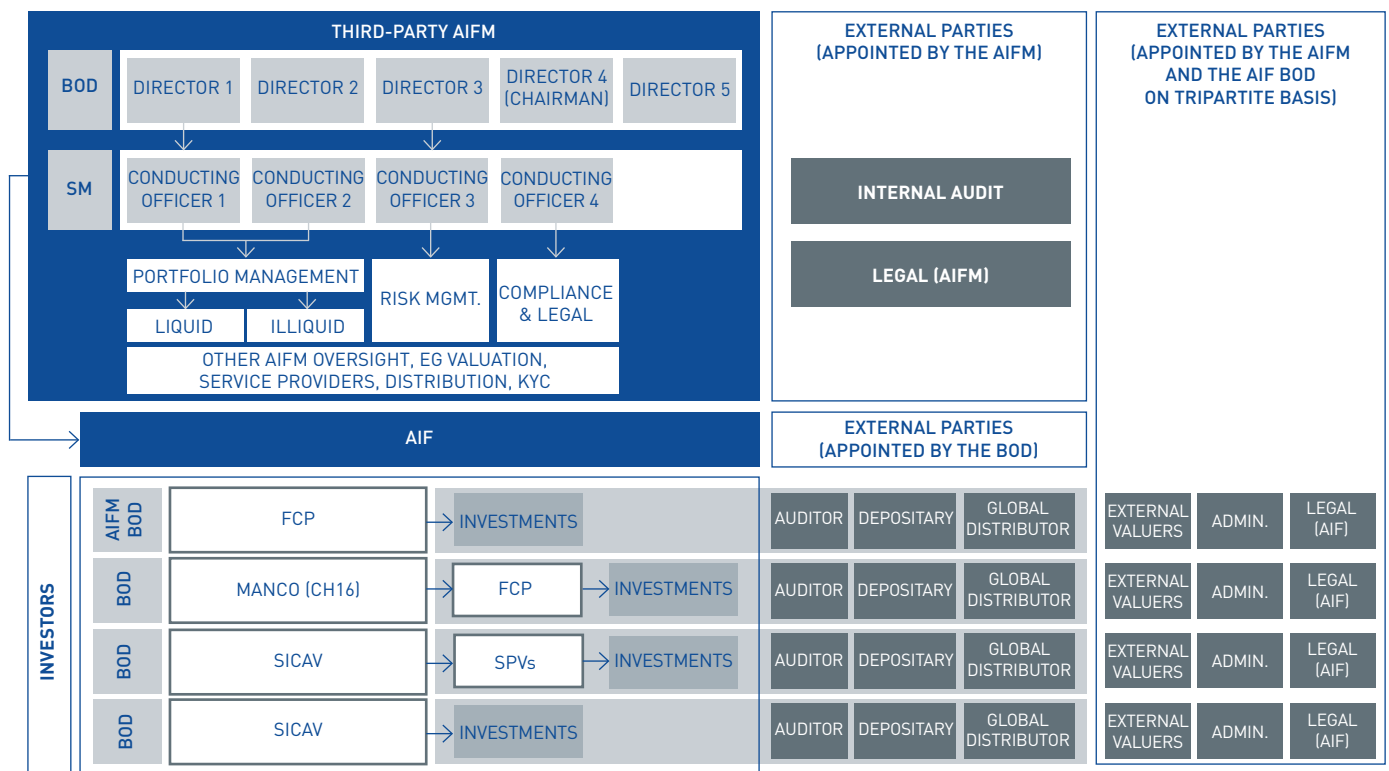 THIRD-PARTY AIFM
BOD
DIRECTOR 1
DIRECTOR 2
DIRECTOR 3
DIRECTOR 4
(CHAIRMAN)
DIRECTOR 5
SM
CONDUCTING
OFFICER 1
CONDUCTING
OFFICER 2
CONDUCTING
OFFICER 3
CONDUCTING
OFFICER 4
PORTFOLIO MANAGEMENT
LIQUID
ILLIQUID
RISK MGMT.
COMPLIANCE
& LEGAL
OTHER AIFM OVERSIGHT, EG VALUATION,
SERVICE PROVIDERS, DISTRIBUTION, KYC
EXTERNAL PARTIES
(APPOINTED BY THE AIFM)
INTERNAL AUDIT
LEGAL (AIFM)
EXTERNAL PARTIES
(APPOINTED BY THE AIFM
AND THE AIF BOD
ON TRIPARTITE BASIS)
AIF
EXTERNAL PARTIES
(APPOINTED BY THE BOD)
INVESTORS
AIFM
BOD
FCP
INVESTMENTS
AUDITOR
DEPOSITARY
GLOBAL
DISTRIBUTOR
EXTERNAL
VALUERS
ADMIN.
LEGAL
(AIF)
BOD
MANCO (CH16)
FCP
INVESTMENTS
AUDITOR
DEPOSITARY
GLOBAL
DISTRIBUTOR
EXTERNAL
VALUERS
ADMIN.
LEGAL
(AIF)
BOD
SICAV
SPVs
INVESTMENTS
AUDITOR
DEPOSITARY
GLOBAL
DISTRIBUTOR
EXTERNAL
VALUERS
ADMIN.
LEGAL
(AIF)
BOD
SICAV
INVESTMENTS
AUDITOR
DEPOSITARY
GLOBAL
DISTRIBUTOR
EXTERNAL
VALUERS
ADMIN.
LEGAL
(AIF)